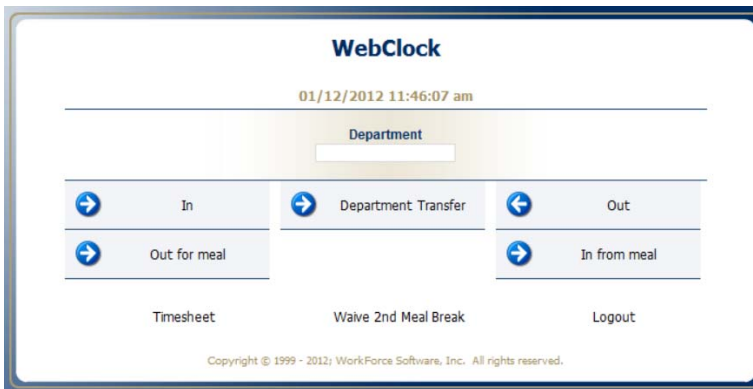 WebClock
01/12/2012 11:46:07 am
Department
In Department Transfer Out
Out for meal In from meal
Timesheet Waive 2nd Meal Break Logout
Copyright © 1999 - 2012; WorkForce Software, Inc. All rights reserved.